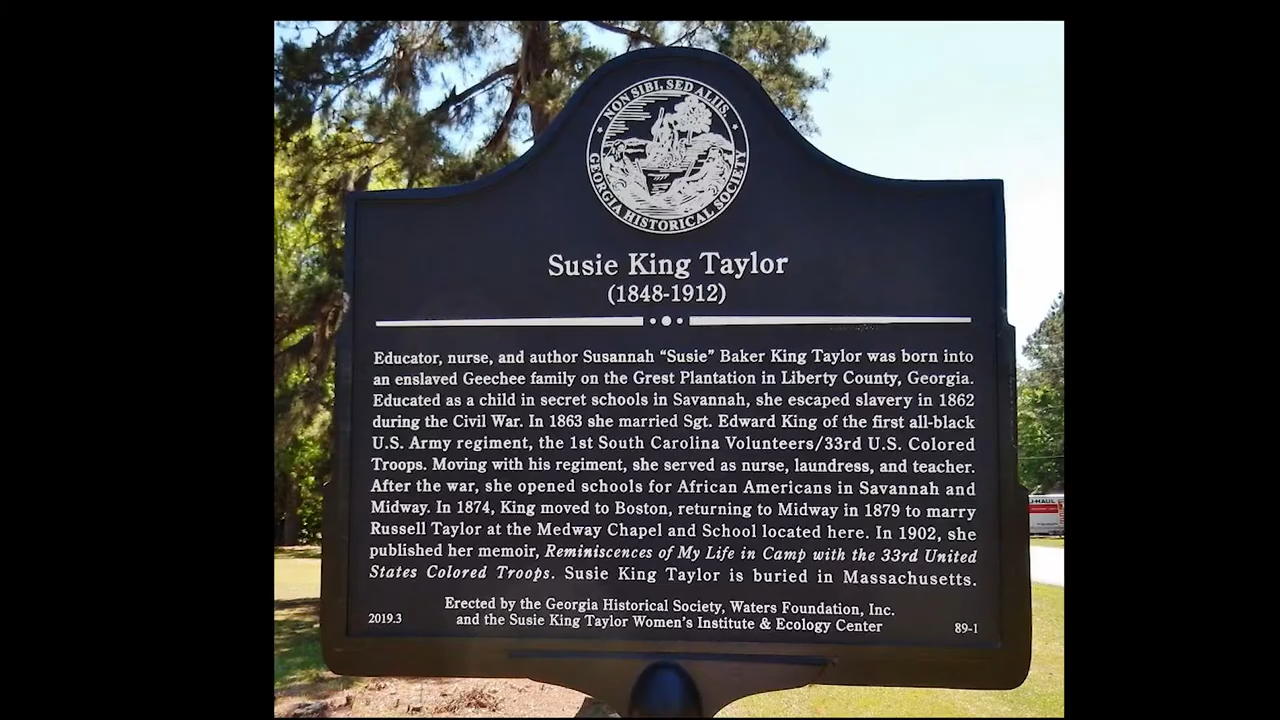 NON SIBI, SED ALIIS.
GEORGIA HISTORICAL SOCIETY
Susie King Taylor
(1848-1912)
Educator, nurse, and author Susannah “Susie” Baker King Taylor was born into
an enslaved Geechee family on the Grest Plantation in Liberty County, Georgia.
Educated as a child in secret schools in Savannah, she escaped slavery in 1862
during the Civil War. In 1863 she married Sgt. Edward King of the first all-black
U.S. Army regiment, the 1st South Carolina Volunteers/33rd U.S. Colored
Troops. Moving with his regiment, she served as nurse, laundress, and teacher.
After the war, she opened schools for African Americans in Savannah and
Midway. In 1874, King moved to Boston, returning to Midway in 1879 to marry
Russell Taylor at the Medway Chapel and School located here. In 1902, she
published her memoir, Reminiscences of My Life in Camp with the 33rd United
States Colored Troops. Susie King Taylor is buried in Massachusetts.
Erected by the Georgia Historical Society, Waters Foundation, Inc.
and the Susie King Taylor Women’s Institute & Ecology Center
2019.3
89-1
U-HAUL